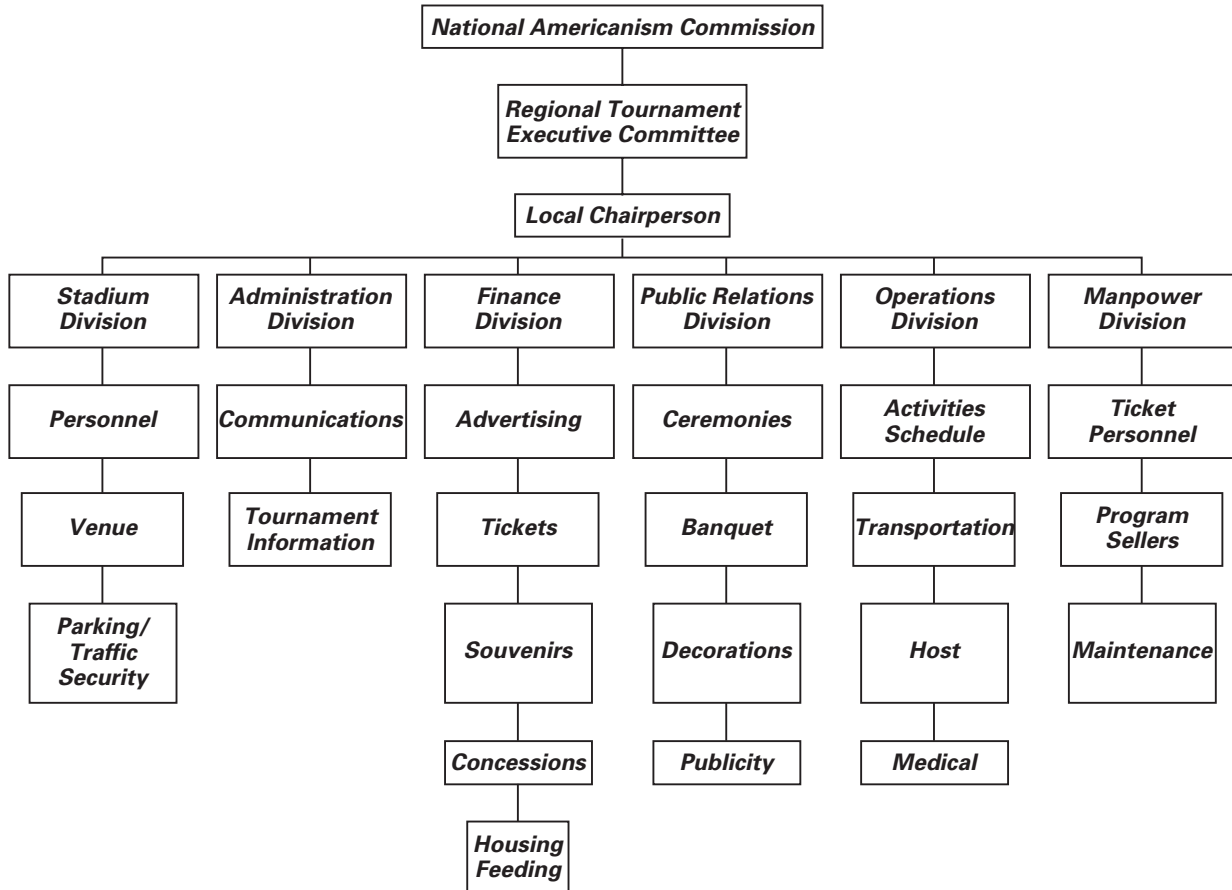 National Americanism Commission
Regional Tournament
Executive Committee
Local Chairperson
Stadium
Division
Administration
Division
Finance
Division
Public Relations
Division
Operations
Division
Manpower
Division
Personnel
Communications
Advertising
Ceremonies
Activities
Schedule
Ticket
Personnel
Venue
Tournament
Information
Tickets
Banquet
Transportation
Program
Sellers
Parking/
Traffic
Security
Souvenirs
Decorations
Host
Maintenance
Concessions
Publicity
Medical
Housing
Feeding